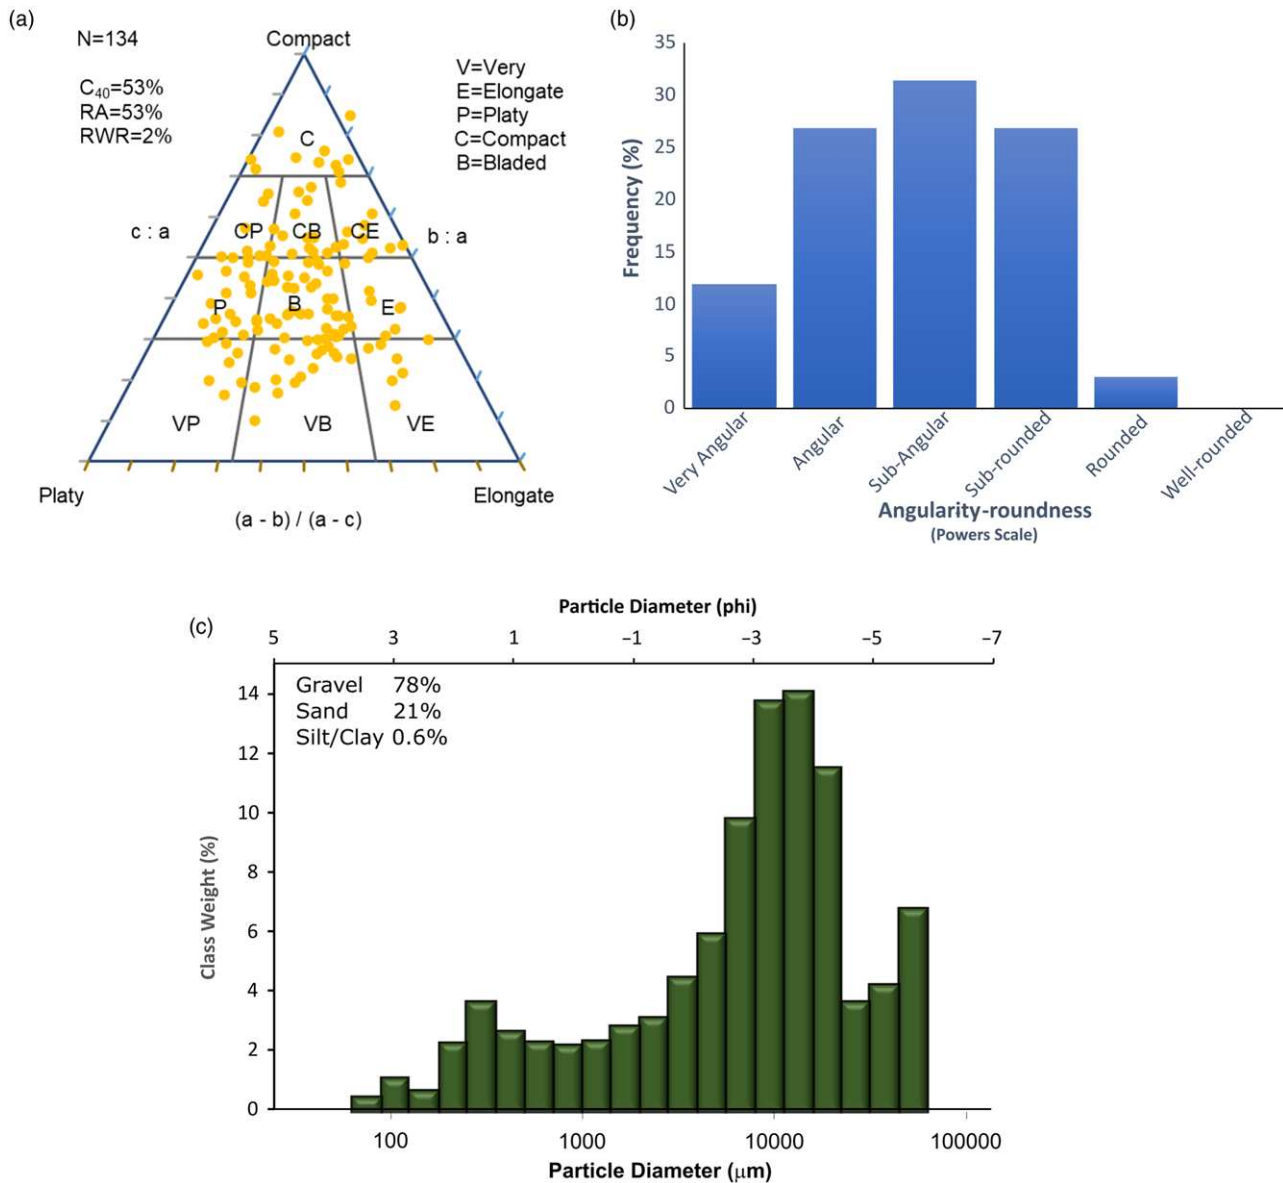 (a)
N=134
Compact
C₄₀=53%
RA=53%
RWR=2%
V=Very
E=Elongate
P=Platy
C=Compact
B=Bladed
C
c : a
CP
CB
CE
b : a
P
B
E
VP
VB
VE
Platy
Elongate
(a - b) / (a - c)
(b)
Frequency (%)
35
30
25
20
15
10
5
0
Very Angular
Angular
Sub-Angular
Sub-rounded
Rounded
Well-rounded
Angularity-roundness
(Powers Scale)
(c)
Particle Diameter (phi)
5 3 1 −1 −3 −5 −7
Gravel 78%
Sand 21%
Silt/Clay 0.6%
Class Weight (%)
14
12
10
8
6
4
2
0
100 1000 10000 100000
Particle Diameter (μm)